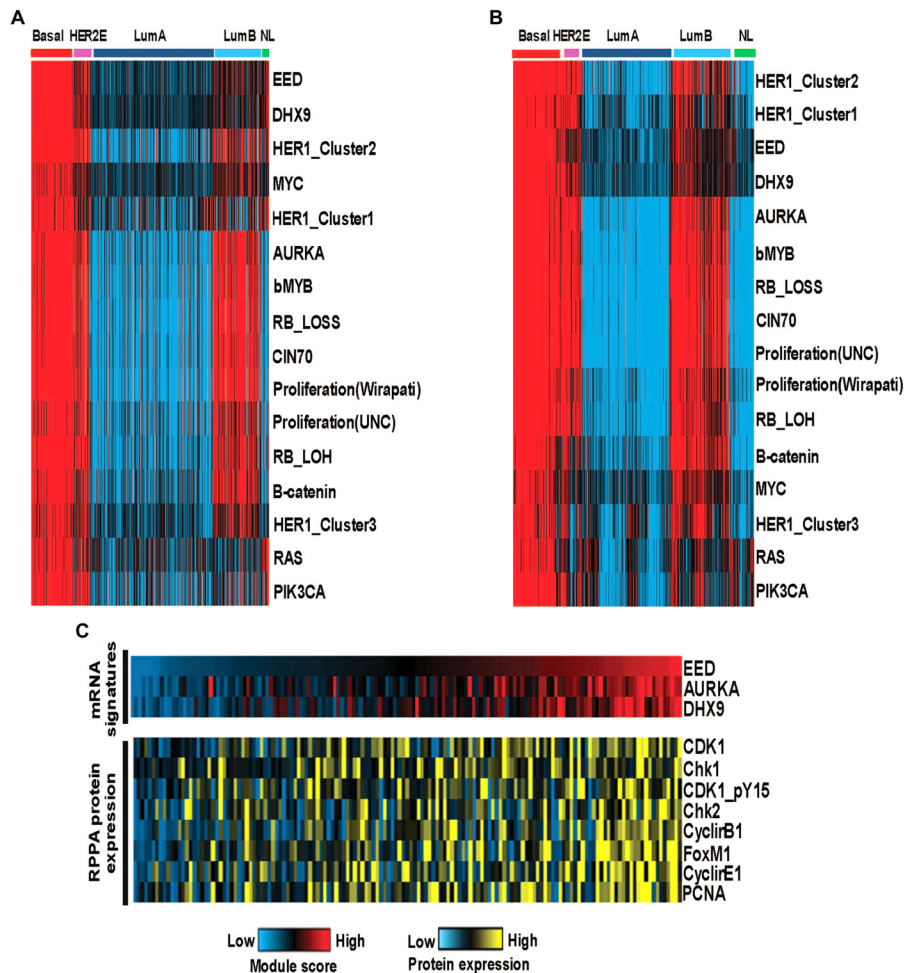 A
Basal HER2E LumA LumB NL
EED
DHX9
HER1_Cluster2
MYC
HER1_Cluster1
AURKA
bMYB
RB_LOSS
CIN70
Proliferation(Wirapati)
Proliferation(UNC)
RB_LOH
B-catenin
HER1_Cluster3
RAS
PIK3CA
B
Basal HER2E LumA LumB NL
HER1_Cluster2
HER1_Cluster1
EED
DHX9
AURKA
bMYB
RB_LOSS
CIN70
Proliferation(UNC)
Proliferation(Wirapati)
RB_LOH
B-catenin
MYC
HER1_Cluster3
RAS
PIK3CA
C
mRNA
signatures
EED
AURKA
DHX9
RPPA protein
expression
CDK1
Chk1
CDK1_pY15
Chk2
CyclinB1
FoxM1
CyclinE1
PCNA
Low High
Module score
Low High
Protein expression